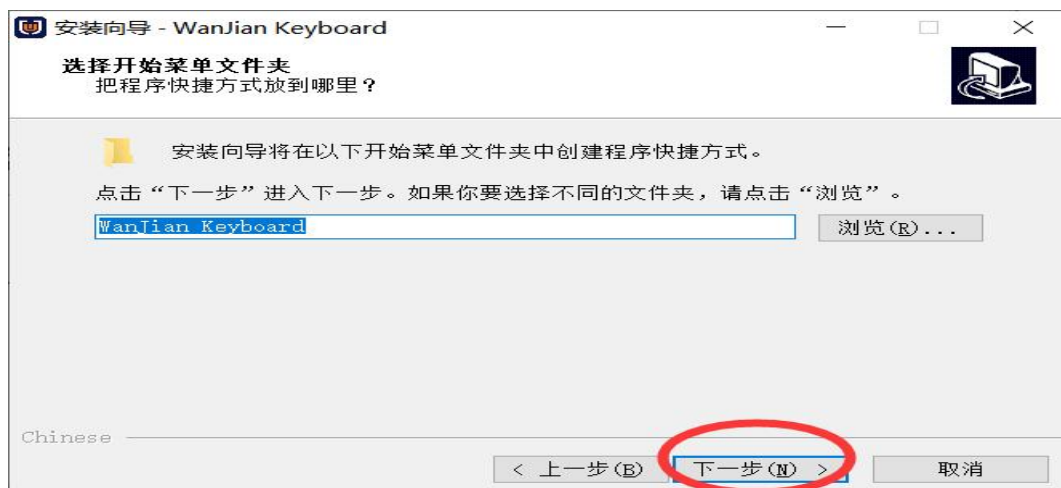 安装向导 - WanJian Keyboard
选择开始菜单文件夹
把程序快捷方式放到哪里？
安装向导将在以下开始菜单文件夹中创建程序快捷方式。
点击“下一步”进入下一步。如果你要选择不同的文件夹，请点击“浏览”。
WanJian Keyboard
浏览(R)...
Chinese
< 上一步(B)
下一步(N) >
取消